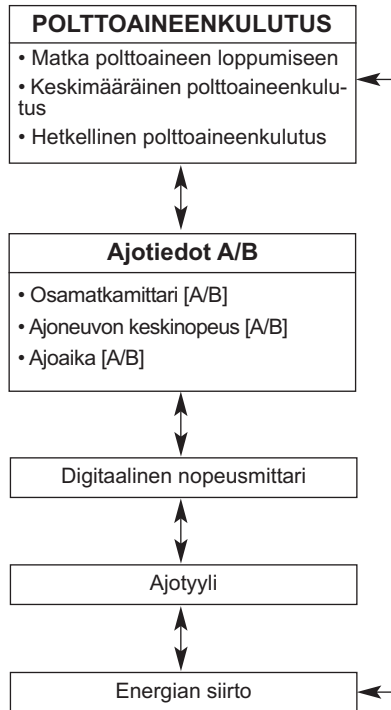 POLTTOAINEENKULUTUS
• Matka polttoaineen loppumiseen
• Keskimääräinen polttoaineenkulu-
tus
• Hetkellinen polttoaineenkulutus
Ajotiedot A/B
• Osamatkamittari [A/B]
• Ajoneuvon keskinopeus [A/B]
• Ajoaika [A/B]
Digitaalinen nopeusmittari
Ajotyyli
Energian siirto